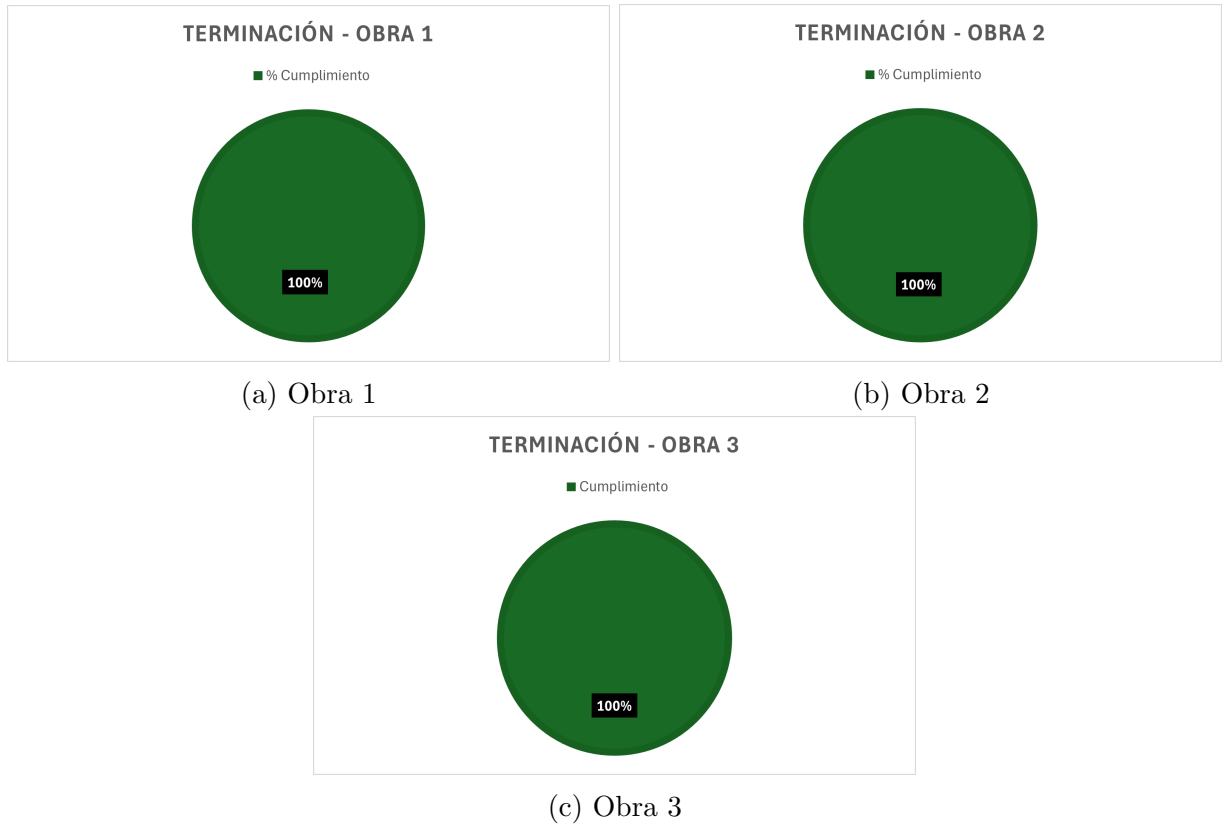 TERMINACIÓN - OBRA 1
% Cumplimiento
100%
(a) Obra 1
TERMINACIÓN - OBRA 2
% Cumplimiento
100%
(b) Obra 2
TERMINACIÓN - OBRA 3
Cumplimiento
100%
(c) Obra 3